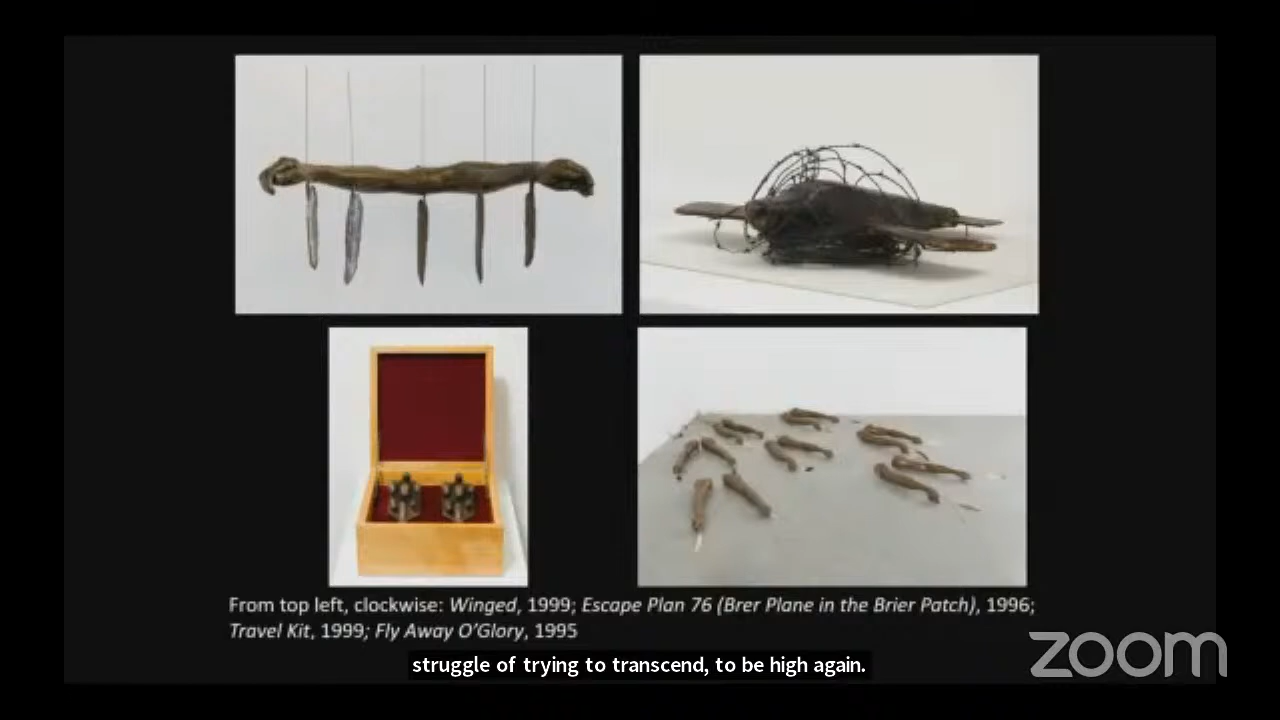 From top left, clockwise: Winged, 1999; Escape Plan 76 (Brer Plane in the Brier Patch), 1996;
Travel Kit, 1999; Fly Away O'Glory, 1995
struggle of trying to transcend, to be high again.
zoom